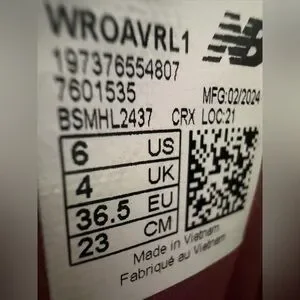 WROAVRL1
NB
197376554807
7601535 MFG:02/2024
BSMHL2437 CRX LOC:21
6 US
4 UK
36.5 EU
23 CM
Made in Vietnam
Fabriqué au Vietnam